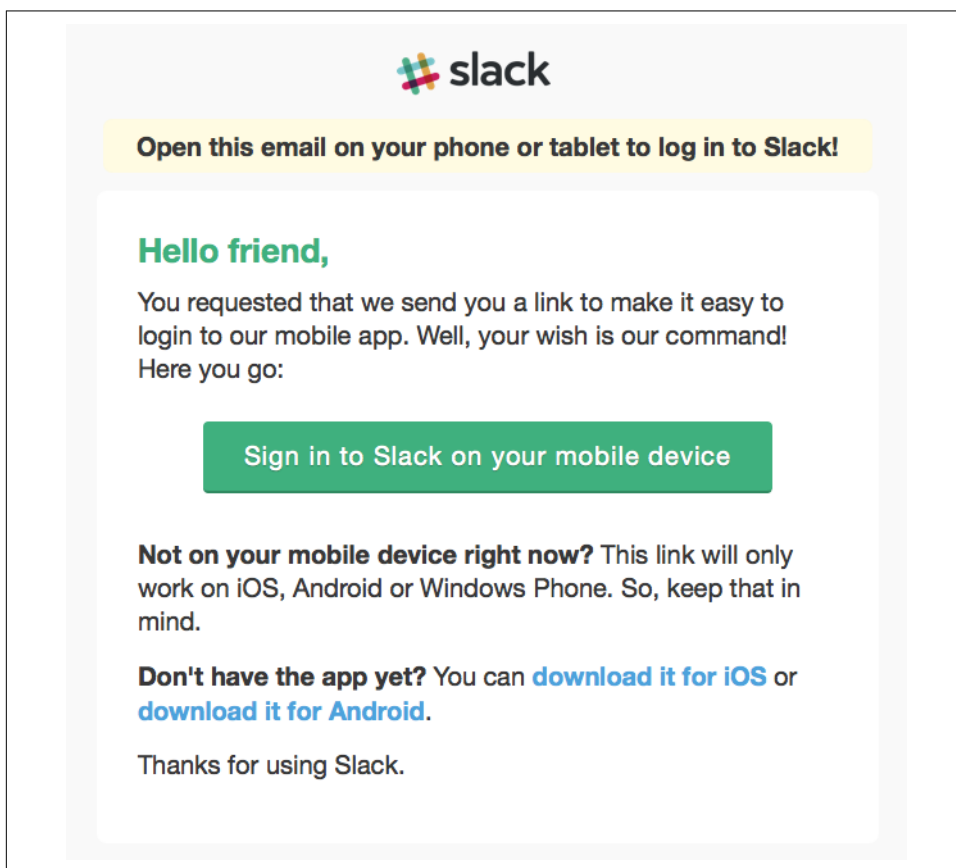 slack
Open this email on your phone or tablet to log in to Slack!
Hello friend,
You requested that we send you a link to make it easy to
login to our mobile app. Well, your wish is our command!
Here you go:
Sign in to Slack on your mobile device
Not on your mobile device right now? This link will only
work on iOS, Android or Windows Phone. So, keep that in
mind.
Don't have the app yet? You can download it for iOS or
download it for Android.
Thanks for using Slack.